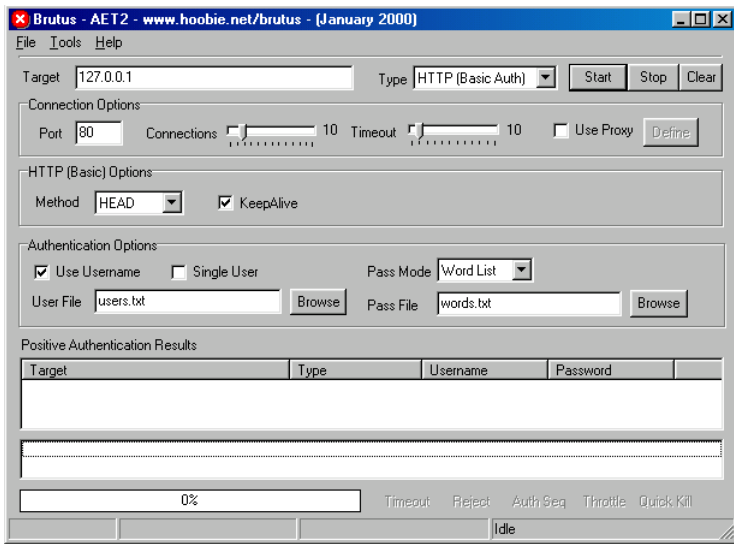 Brutus - AET2 - www.hoobie.net/brutus - (January 2000)
File Tools Help
Target 127.0.0.1 Type HTTP (Basic Auth) Start Stop Clear
Connection Options
Port 80 Connections 10 Timeout 10 Use Proxy Define
HTTP (Basic) Options
Method HEAD KeepAlive
Authentication Options
Use Username Single User Pass Mode Word List
User File users.txt Browse Pass File words.txt Browse
Positive Authentication Results
Target Type Username Password
0% Timeout Reject Auth Seq Throttle Quick Kill
Idle